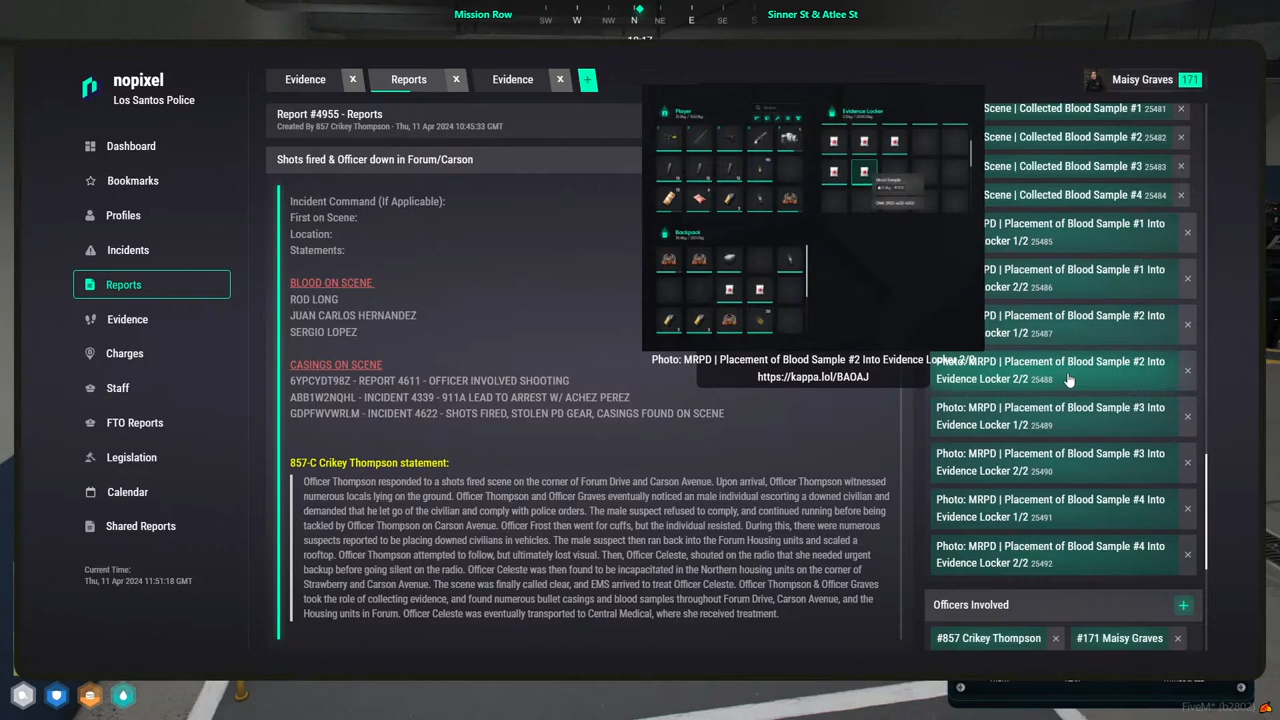 Mission Row
SW W NW N NE E SE S
Sinner St & Atlee St
nopixel
Los Santos Police
Dashboard
Bookmarks
Profiles
Incidents
Reports
Evidence
Charges
Staff
FTO Reports
Legislation
Calendar
Shared Reports
Current Time:
Thu, 11 Apr 2024 11:51:18 GMT
Evidence x Reports x Evidence x +
Maisy Graves 171
Report #4955 - Reports
Created By 857 Crikey Thompson - Thu, 11 Apr 2024 10:45:33 GMT
Shots fired & Officer down in Forum/Carson
Incident Command (If Applicable):
First on Scene:
Location:
Statements:
BLOOD ON SCENE
ROD LONG
JUAN CARLOS HERNANDEZ
SERGIO LOPEZ
CASINGS ON SCENE
6YPCYDT98Z - REPORT 4611 - OFFICER INVOLVED SHOOTING
ABB1W2NQHL - INCIDENT 4339 - 911A LEAD TO ARREST W/ ACHEZ PEREZ
GDPFWVWRLM - INCIDENT 4622 - SHOTS FIRED, STOLEN PD GEAR, CASINGS FOUND ON SCENE
857-C Crikey Thompson statement:
Officer Thompson responded to a shots fired scene on the corner of Forum Drive and Carson Avenue. Upon arrival, Officer Thompson witnessed
numerous locals lying on the ground. Officer Thompson and Officer Graves eventually noticed an male individual escorting a downed civilian and
demanded that he let go of the civilian and comply with police orders. The male suspect refused to comply, and continued running before being
tackled by Officer Thompson on Carson Avenue. Officer Frost then went for cuffs, but the individual resisted. During this, there were numerous
suspects reported to be placing downed civilians in vehicles. The male suspect then ran back into the Forum Housing units and scaled a
rooftop. Officer Thompson attempted to follow, but ultimately lost visual. Then, Officer Celeste, shouted on the radio that she needed urgent
backup before going silent on the radio. Officer Celeste was then found to be incapacitated in the Northern housing units on the corner of
Strawberry and Carson Avenue. The scene was finally called clear, and EMS arrived to treat Officer Celeste. Officer Thompson & Officer Graves
took the role of collecting evidence, and found numerous bullet casings and blood samples throughout Forum Drive, Carson Avenue, and the
Housing units in Forum. Officer Celeste was eventually transported to Central Medical, where she received treatment.
Player
Evidence Locker
Backpack
Blood Sample
Photo: MRPD | Placement of Blood Sample #2 Into Evidence Locker 2/2
https://kappa.lol/BAOAJ
Scene | Collected Blood Sample #1 25481 x
Scene | Collected Blood Sample #2 25482 x
Scene | Collected Blood Sample #3 25483 x
Scene | Collected Blood Sample #4 25484 x
| Placement of Blood Sample #1 Into
Locker 1/2 25485 x
| Placement of Blood Sample #1 Into
Locker 2/2 25486 x
| Placement of Blood Sample #2 Into
Locker 1/2 25487 x
Photo: MRPD | Placement of Blood Sample #2 Into
Evidence Locker 2/2 25488 x
Photo: MRPD | Placement of Blood Sample #3 Into
Evidence Locker 1/2 25489 x
Photo: MRPD | Placement of Blood Sample #3 Into
Evidence Locker 2/2 25490 x
Photo: MRPD | Placement of Blood Sample #4 Into
Evidence Locker 1/2 25491 x
Photo: MRPD | Placement of Blood Sample #4 Into
Evidence Locker 2/2 25492 x
Officers Involved +
#857 Crikey Thompson x #171 Maisy Graves x
FiveM* (b2802)